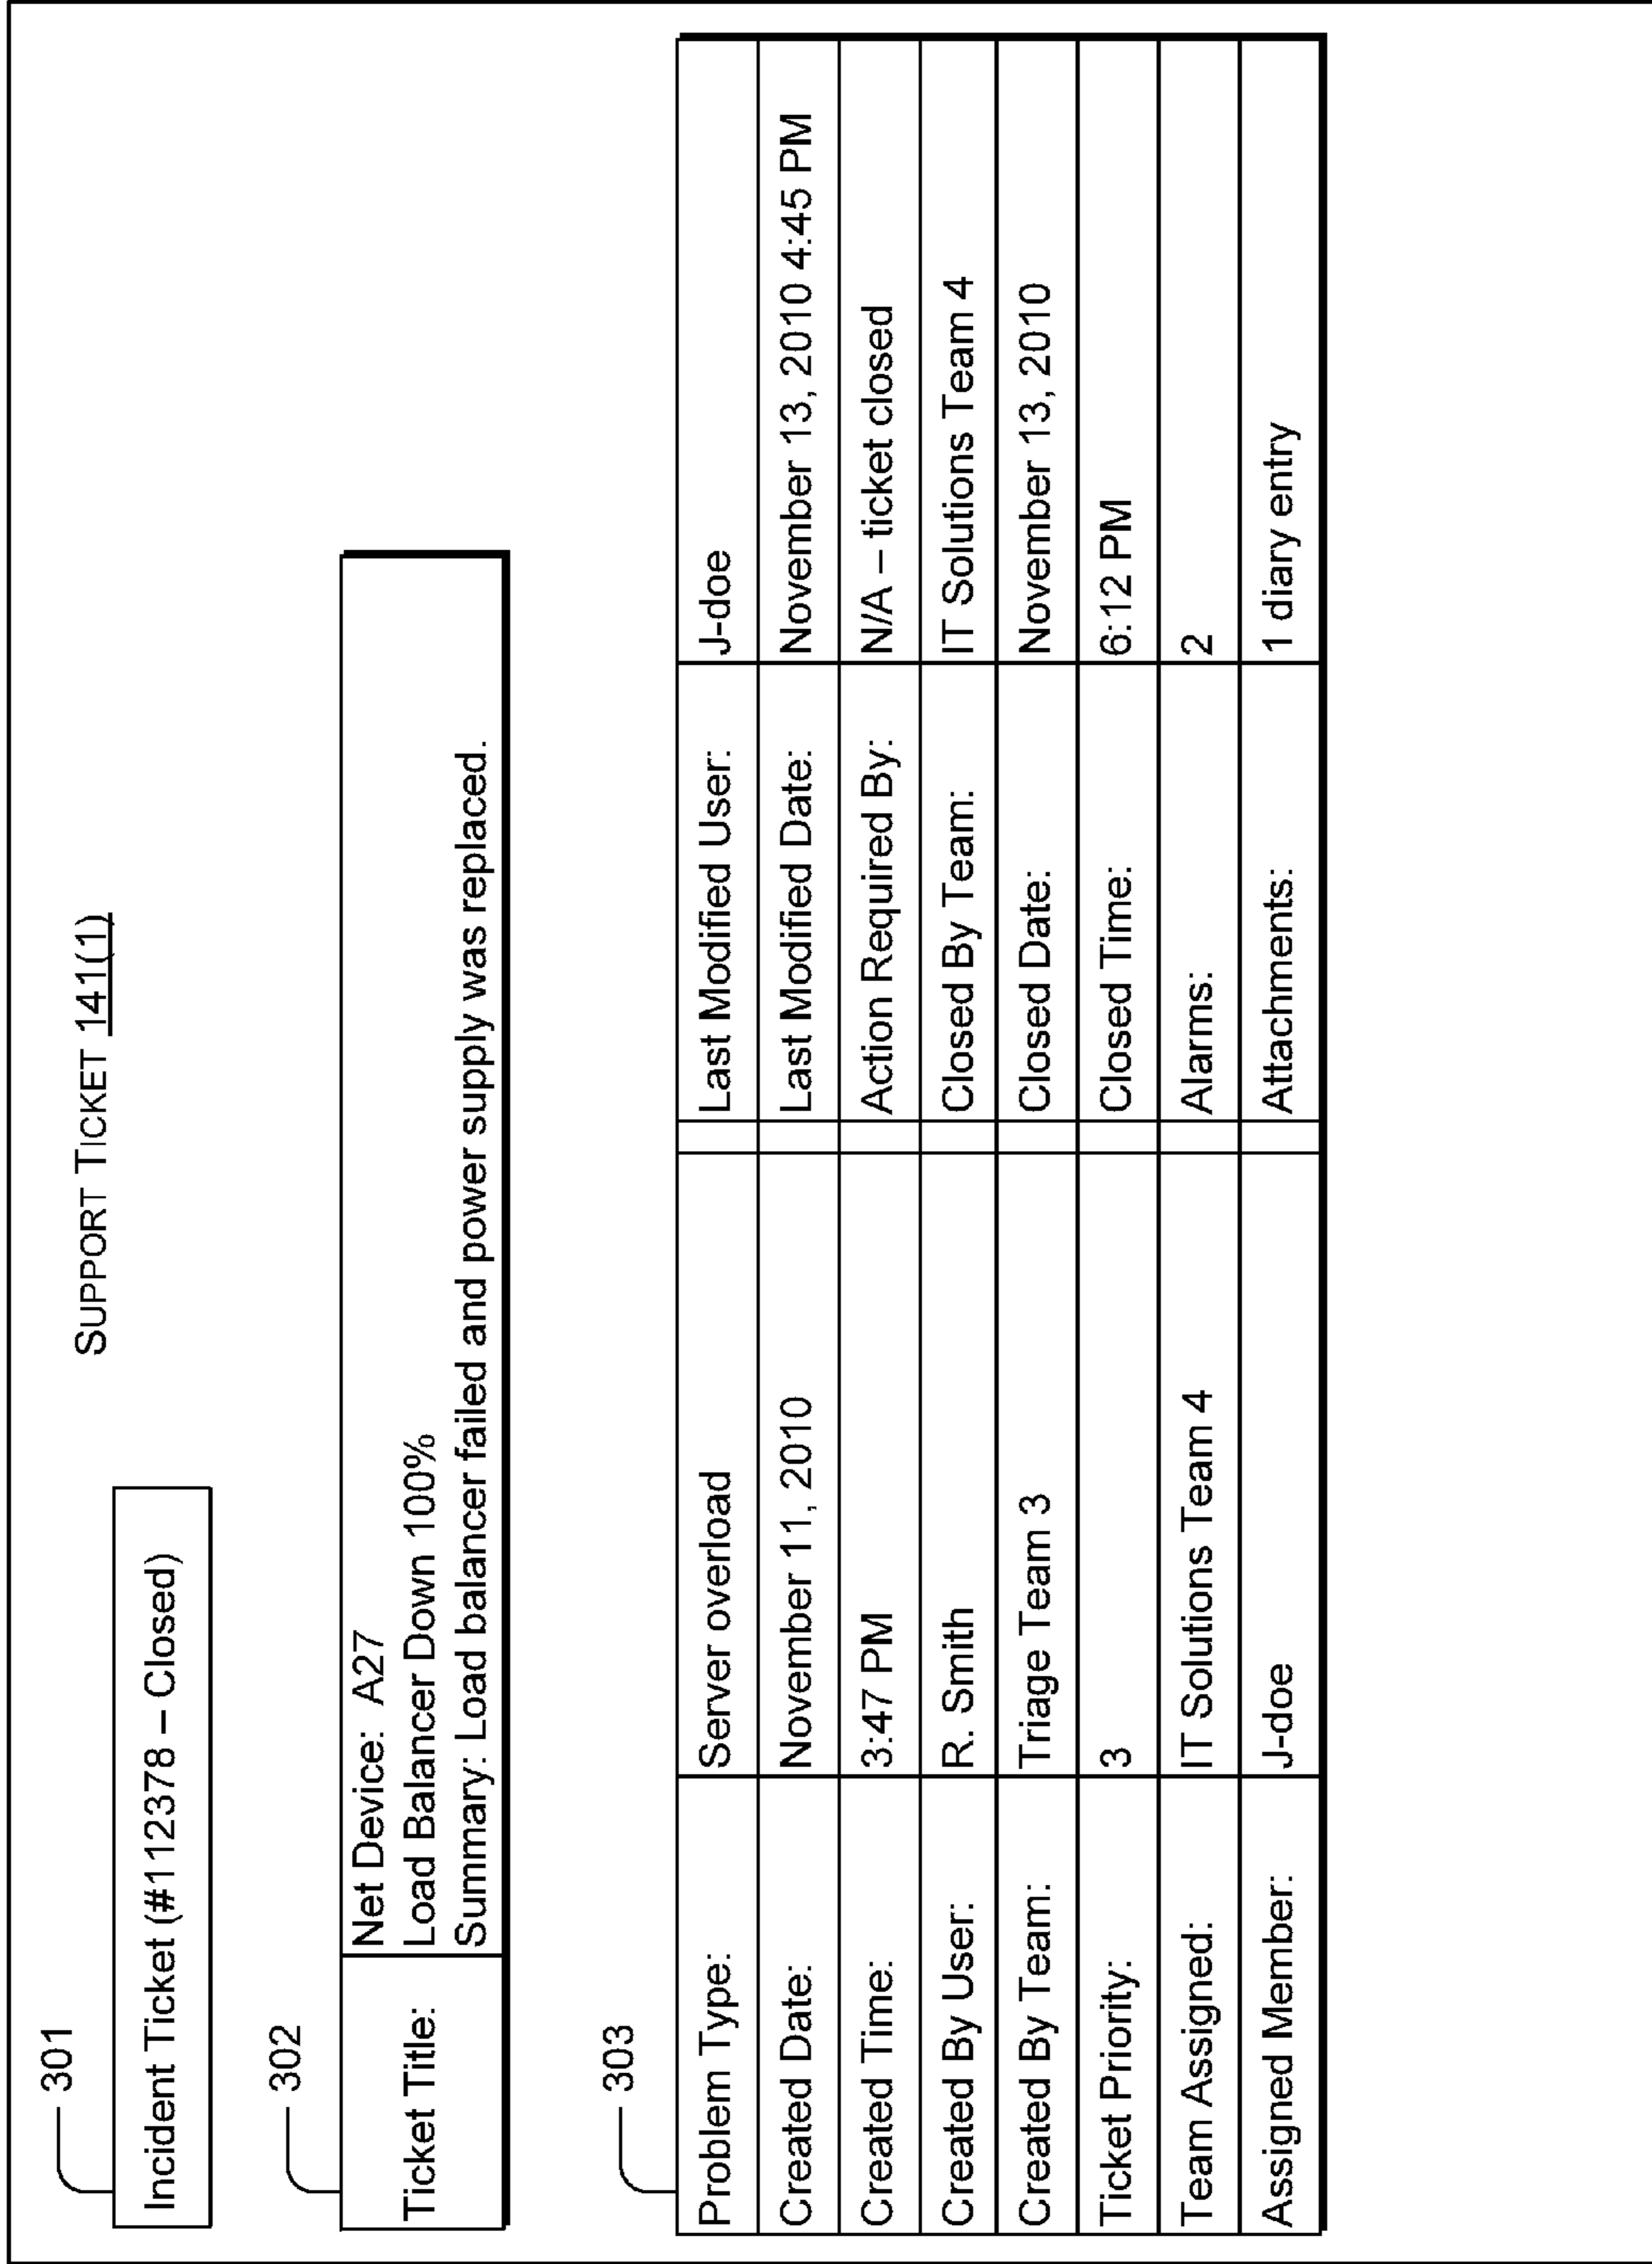 SUPPORT TICKET 141(1)
301
Incident Ticket (#112378 – Closed)
302
Ticket Title:
Net Device: A27
Load Balancer Down 100%
Summary: Load balancer failed and power supply was replaced.
303
Problem Type: Server overload Last Modified User: J-doe
Created Date: November 11, 2010 Last Modified Date: November 13, 2010 4:45 PM
Created Time: 3:47 PM Action Required By: N/A – ticket closed
Created By User: R. Smith Closed By Team: IT Solutions Team 4
Created By Team: Triage Team 3 Closed Date: November 13, 2010
Ticket Priority: 3 Closed Time: 6:12 PM
Team Assigned: IT Solutions Team 4 Alarms: 2
Assigned Member: J-doe Attachments: 1 diary entry